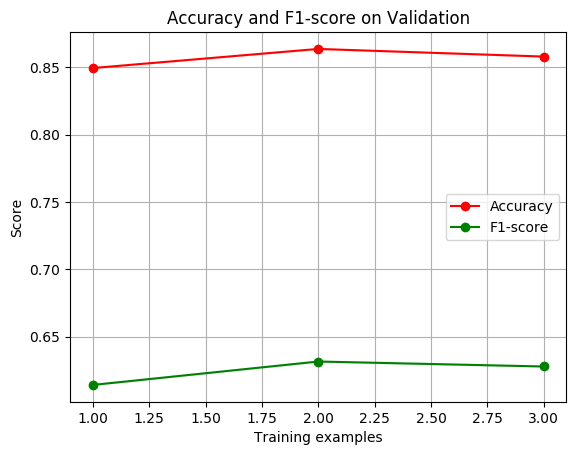 Accuracy and F1-score on Validation
0.85
0.80
0.75
0.70
0.65
Score
Accuracy
F1-score
1.00 1.25 1.50 1.75 2.00 2.25 2.50 2.75 3.00
Training examples